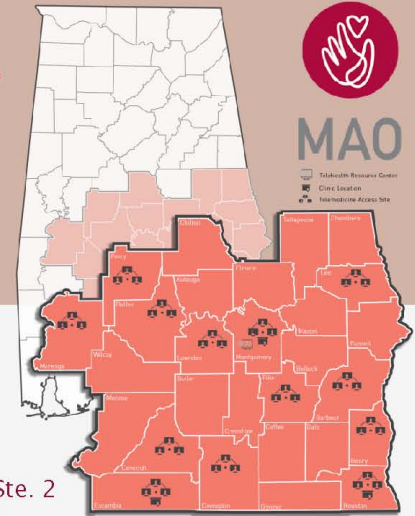 MAO
Telehealth Resource Center
Clinic Location
Telemedicine Access Site
Chilton
Tallapoosa
Chambers
Perry
Elmore
Lee
Autauga
Dallas
Macon
Russell
Marengo
Wilcox
Lowndes
Montgomery
Bullock
Butler
Pike
Monroe
Barbour
Crenshaw
Coffee
Dale
Henry
Conecuh
Escambia
Covington
Geneva
Houston
Ste. 2